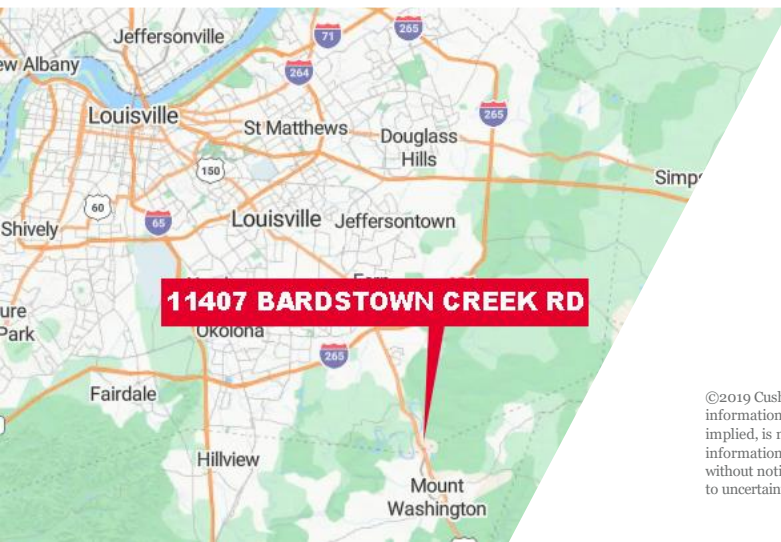 Jeffersonville
71
265
ew Albany
264
Louisville
265
St Matthews
Douglass
Hills
150
Simps
60
65
Louisville
Jeffersontown
Shively
11407 BARDSTOWN CREEK RD
ure
Park
Okolona
265
Fairdale
©2019 Cush
information
implied, is n
information
without noti
to uncertain
Hillview
Mount
Washington